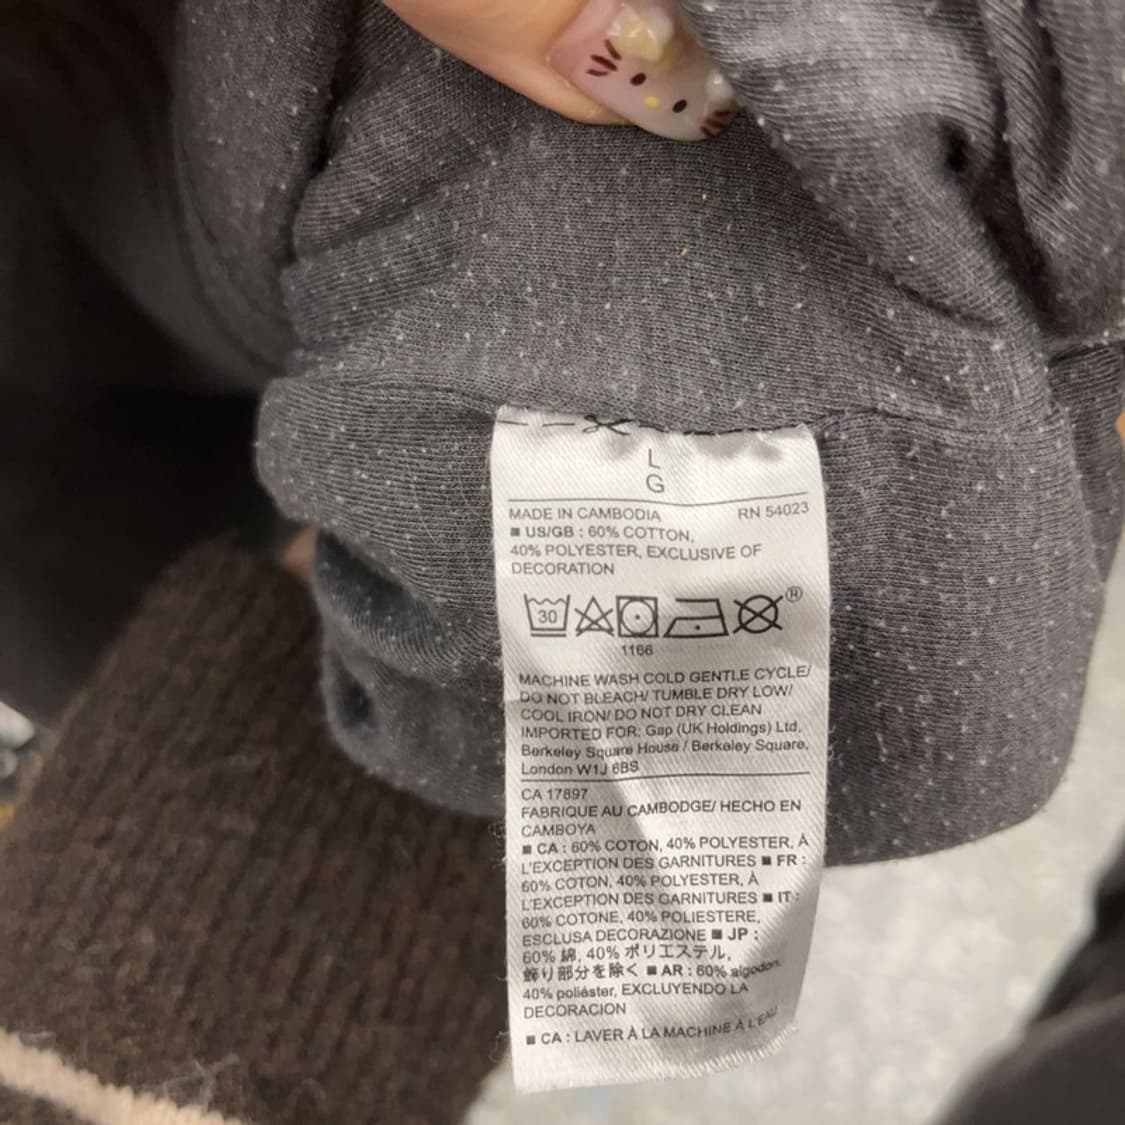 L
G
MADE IN CAMBODIA RN 54023
■ US/GB : 60% COTTON,
40% POLYESTER, EXCLUSIVE OF
DECORATION
30 ®
1166
MACHINE WASH COLD GENTLE CYCLE/
DO NOT BLEACH/ TUMBLE DRY LOW/
COOL IRON/ DO NOT DRY CLEAN
IMPORTED FOR: Gap (UK Holdings) Ltd.
Berkeley Square House / Berkeley Square,
London W1J 6BS
CA 17897
FABRIQUE AU CAMBODGE/ HECHO EN
CAMBOYA
■ CA : 60% COTON, 40% POLYESTER, À
L'EXCEPTION DES GARNITURES ■ FR :
60% COTON, 40% POLYESTER, À
L'EXCEPTION DES GARNITURES ■ IT :
60% COTONE, 40% POLIESTERE,
ESCLUSA DECORAZIONE ■ JP :
60% 綿, 40% ポリエステル,
飾り部分を除く ■ AR : 60% algodon,
40% poliéster, EXCLUYENDO LA
DECORACION
■ CA : LAVER À LA MACHINE À L'EAU